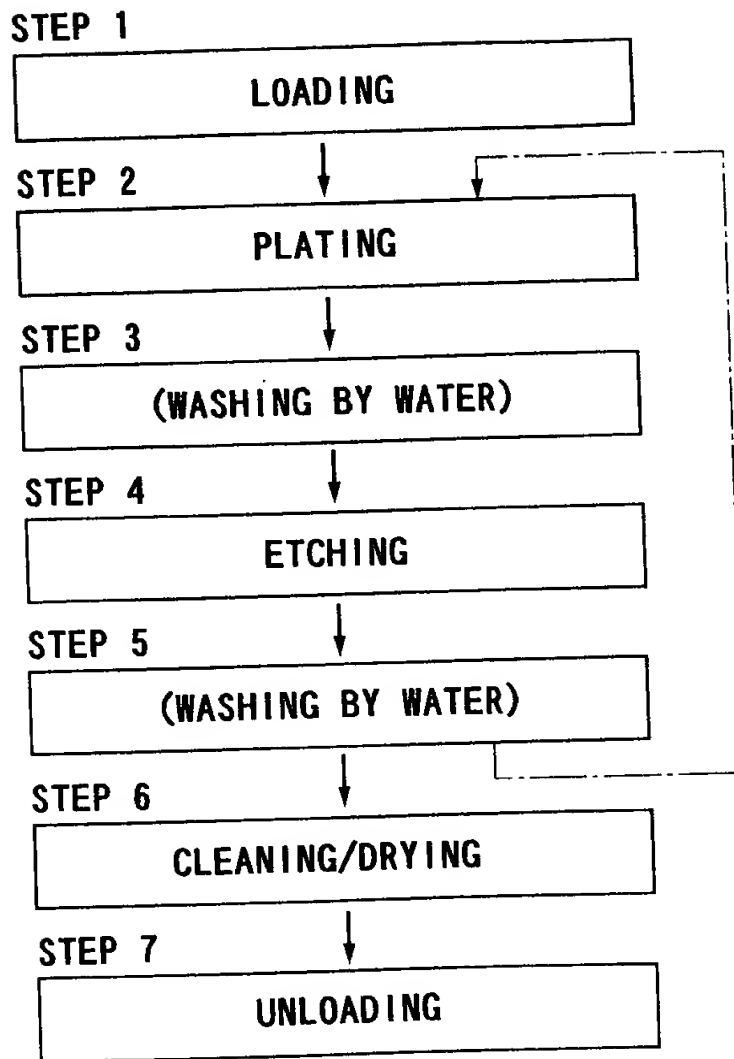 STEP 1
LOADING
STEP 2
PLATING
STEP 3
(WASHING BY WATER)
STEP 4
ETCHING
STEP 5
(WASHING BY WATER)
STEP 6
CLEANING/DRYING
STEP 7
UNLOADING